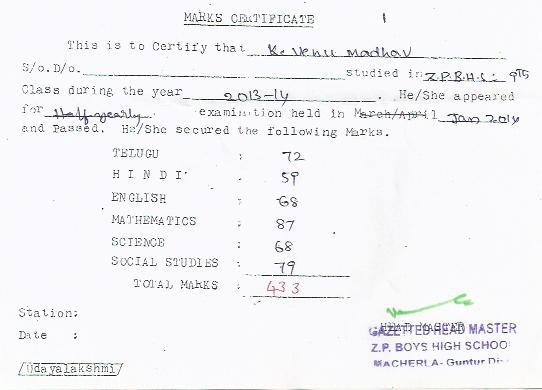 MARKS CERTIFICATE
This is to Certify that K. Venu Madhav
S/o.D/o. studied in Z.P.B.H.S: 9th
Class during the year 2013-14. He/She appeared
for Half-yearly examination held in March/April Jan 2014
and Passed. He/She secured the following Marks.
TELUGU : 72
HINDI : 59
ENGLISH : 68
MATHEMATICS : 87
SCIENCE : 68
SOCIAL STUDIES : 79
TOTAL MARKS : 433
Station:
Date :
HEAD MASTER
GAZETTED HEAD MASTER
Z.P. BOYS HIGH SCHOOL
MACHERLA- Guntur Di
/Udayalakshmi/